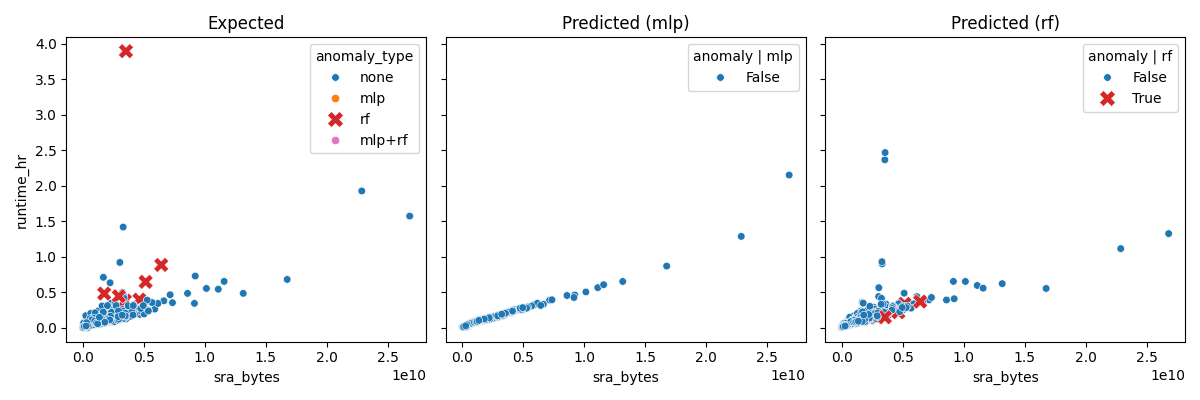 Expected
Predicted (mlp)
Predicted (rf)
anomaly_type
none
mlp
rf
mlp+rf
anomaly | mlp
False
anomaly | rf
False
True
runtime_hr
4.0
3.5
3.0
2.5
2.0
1.5
1.0
0.5
0.0
0.0 0.5 1.0 1.5 2.0 2.5
1e10
sra_bytes
0.0 0.5 1.0 1.5 2.0 2.5
1e10
sra_bytes
0.0 0.5 1.0 1.5 2.0 2.5
1e10
sra_bytes